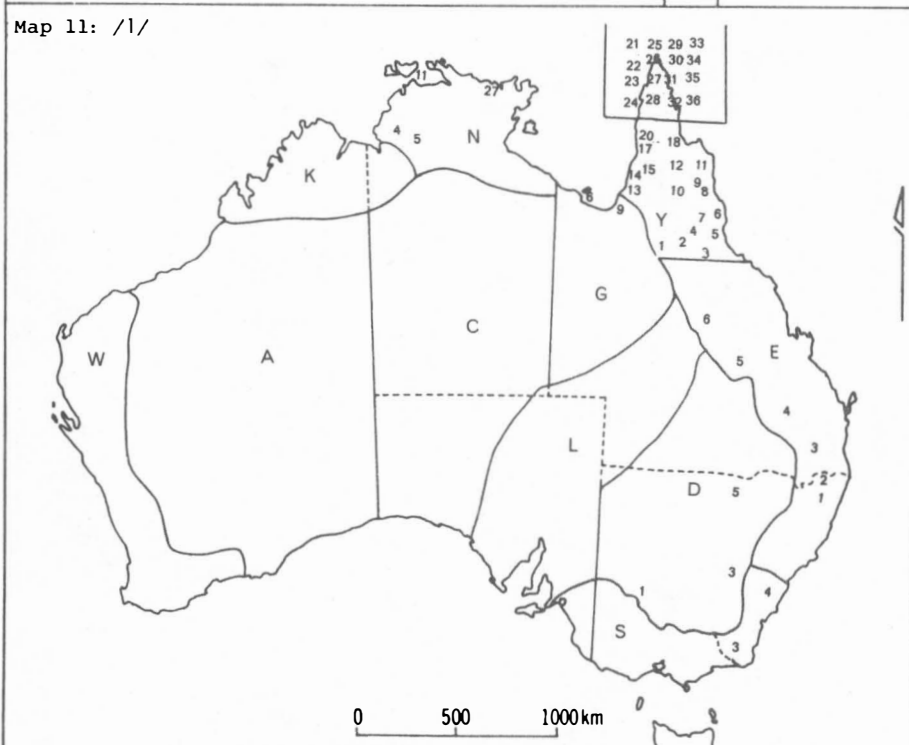 Map 11: /1/
21 25 29 33
22 26 30 34
23 27 31 35
24 28 32 36
11
27
4 5 N
20 18
17
K
14 15 12 11
13 10 9 8
6
9
Y 7 6
4 5
1 2 3
G
W A C
6 E
5
4
3
L
2
D 5 1
1 3 4
S 3
0 500 1000km